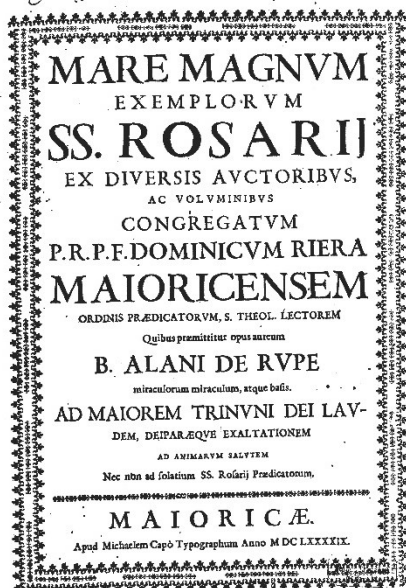 MARE MAGNVM
EXEMPLORVM
SS. ROSARIJ
EX DIVERSIS AVCTORIBVS,
AC VOLVMINIBVS
CONGREGATVM
P.R.P.F.DOMINICVM RIERA
MAIORICENSEM
ORDINIS PRÆDICATORVM, S. THEOL. LECTOREM
Quibus præmittitur opus aureum
B. ALANI DE RVPE
miraculorum miraculum, atque basis.
AD MAIOREM TRINVNI DEI LAV-
DEM, DEIPARÆQVE EXALTATIONEM
AD ANIMARVM SALVTEM
Nec non ad solatium SS. Rosarij Prædicatorum.
MAIORICÆ.
Apud Michaelem Capò Typographum Anno M DC LXXXXIX.